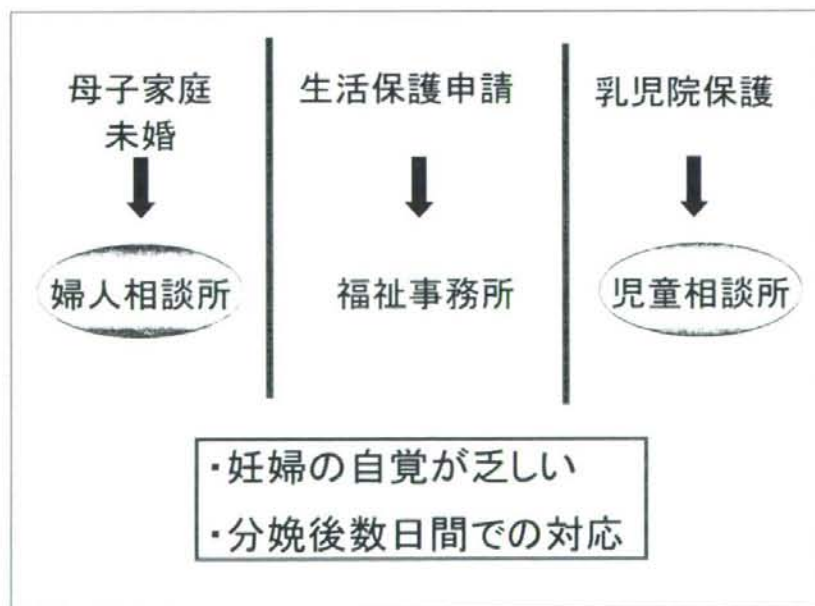 母子家庭
未婚
婦人相談所
生活保護申請
福祉事務所
乳児院保護
児童相談所
・妊婦の自覚が乏しい
・分娩後数日間での対応